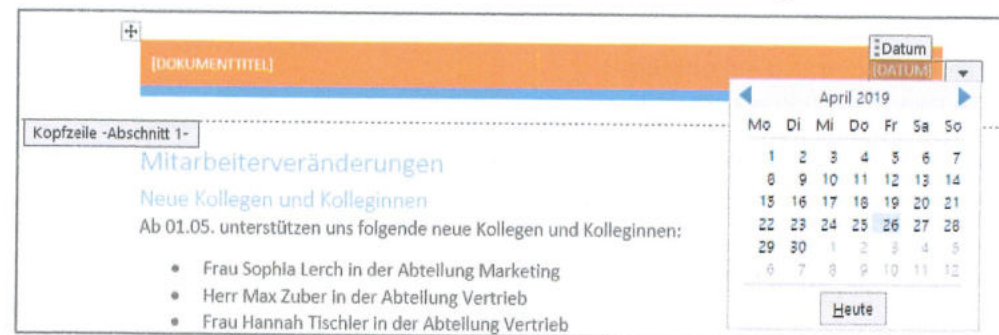 Datum
[DOKUMENTTITEL]
[DATUM]
April 2019
Mo Di Mi Do Fr Sa So
1 2 3 4 5 6 7
8 9 10 11 12 13 14
15 16 17 18 19 20 21
22 23 24 25 26 27 28
29 30 1 2 3 4 5
6 7 8 9 10 11 12
Heute
Kopfzeile -Abschnitt 1-
Mitarbeiterveränderungen
Neue Kollegen und Kolleginnen
Ab 01.05. unterstützen uns folgende neue Kollegen und Kolleginnen:
• Frau Sophia Lerch in der Abteilung Marketing
• Herr Max Zuber in der Abteilung Vertrieb
• Frau Hannah Tischler in der Abteilung Vertrieb